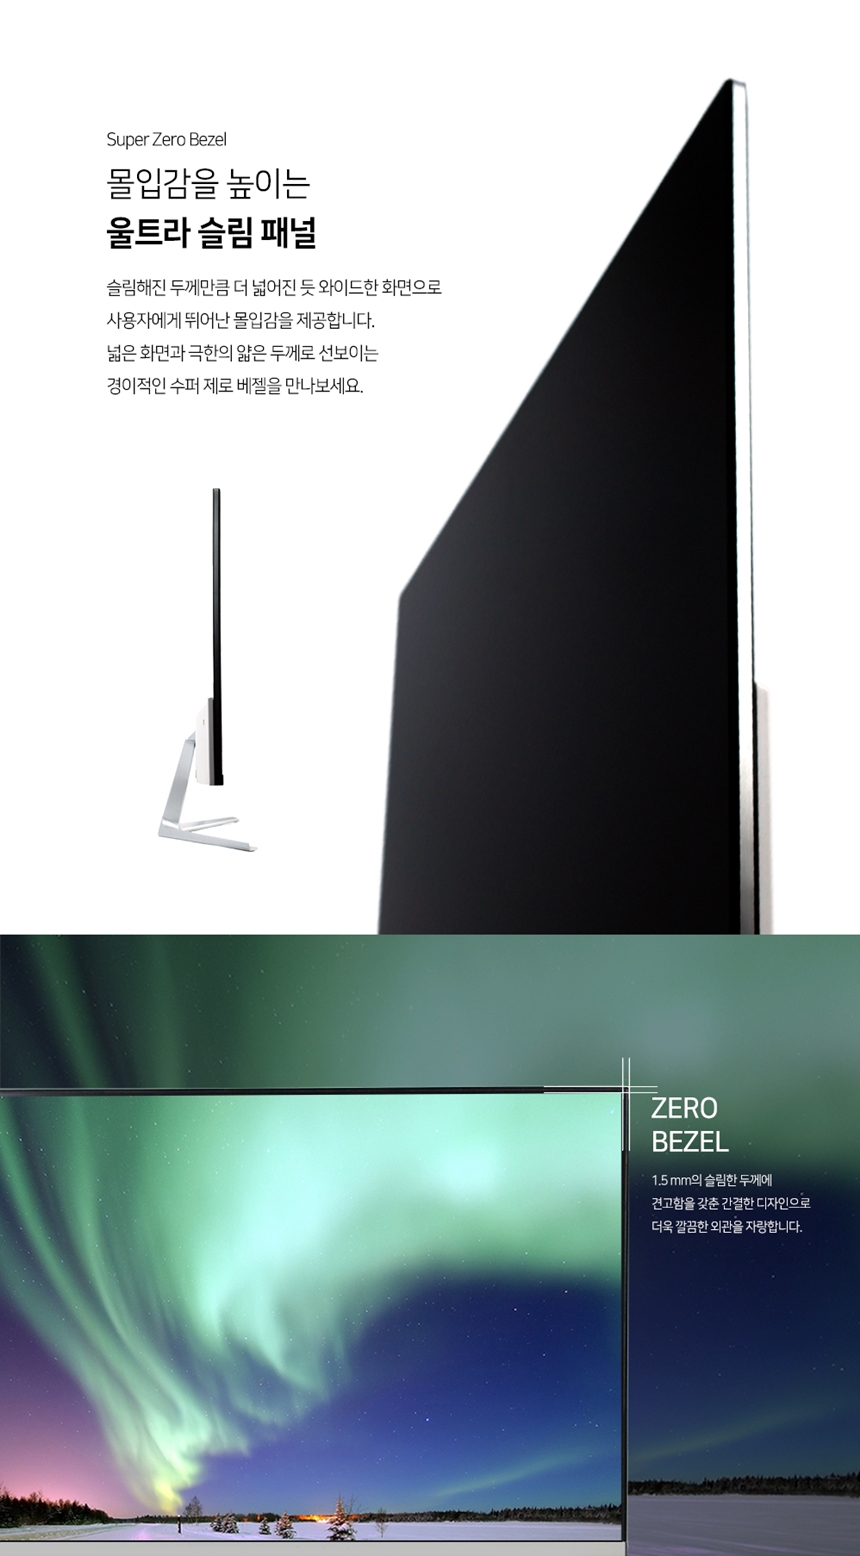 Super Zero Bezel
몰입감을 높이는
울트라 슬림 패널
슬림해진 두께만큼 더 넓어진 듯 와이드한 화면으로
사용자에게 뛰어난 몰입감을 제공합니다.
넓은 화면과 극한의 얇은 두께로 선보이는
경이적인 수퍼 제로 베젤을 만나보세요.
ZERO
BEZEL
1.5 mm의 슬림한 두께에
견고함을 갖춘 간결한 디자인으로
더욱 깔끔한 외관을 자랑합니다.